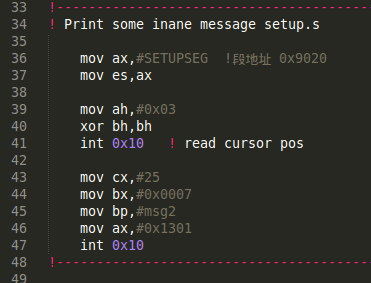 33 !---------------------------------------
34 ! Print some inane message setup.s
35
36 mov ax,#SETUPSEG !段地址 0x9020
37 mov es,ax
38
39 mov ah,#0x03
40 xor bh,bh
41 int 0x10 ! read cursor pos
42
43 mov cx,#25
44 mov bx,#0x0007
45 mov bp,#msg2
46 mov ax,#0x1301
47 int 0x10
48 !---------------------------------------
49